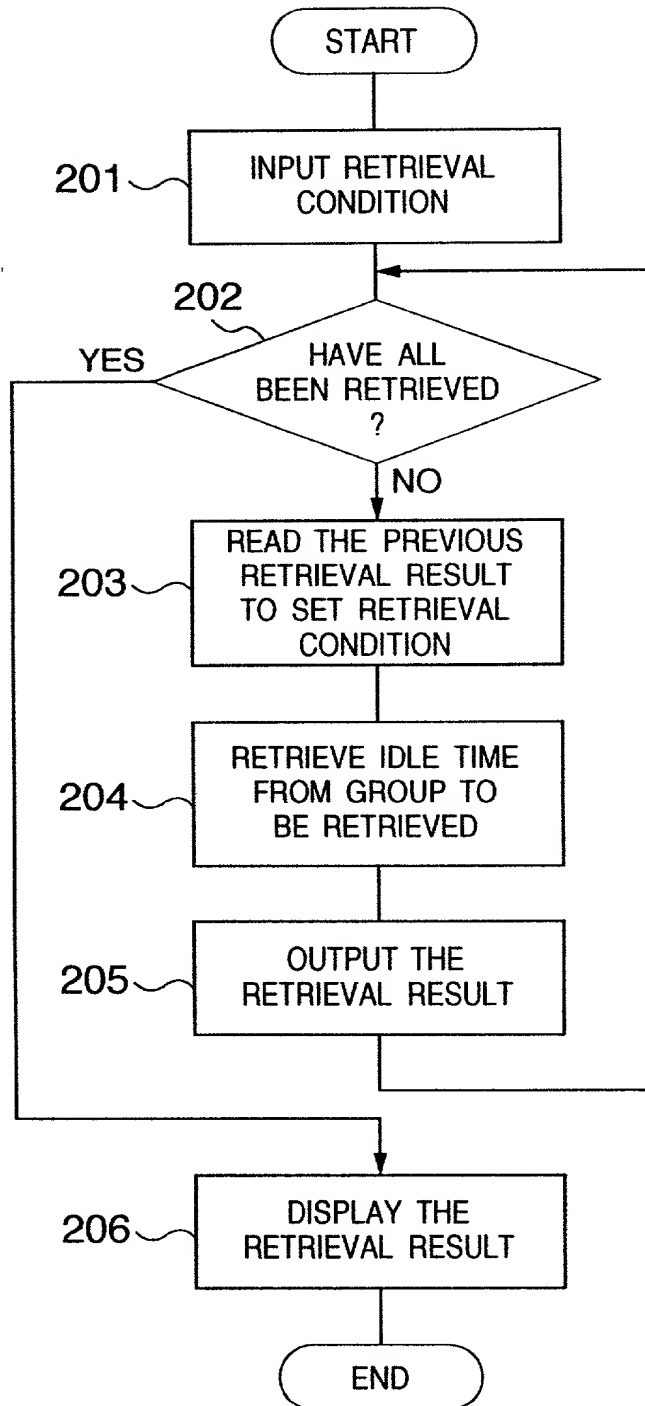 START
201
INPUT RETRIEVAL
CONDITION
202
YES
HAVE ALL
BEEN RETRIEVED
?
NO
203
READ THE PREVIOUS
RETRIEVAL RESULT
TO SET RETRIEVAL
CONDITION
204
RETRIEVE IDLE TIME
FROM GROUP TO
BE RETRIEVED
205
OUTPUT THE
RETRIEVAL RESULT
206
DISPLAY THE
RETRIEVAL RESULT
END